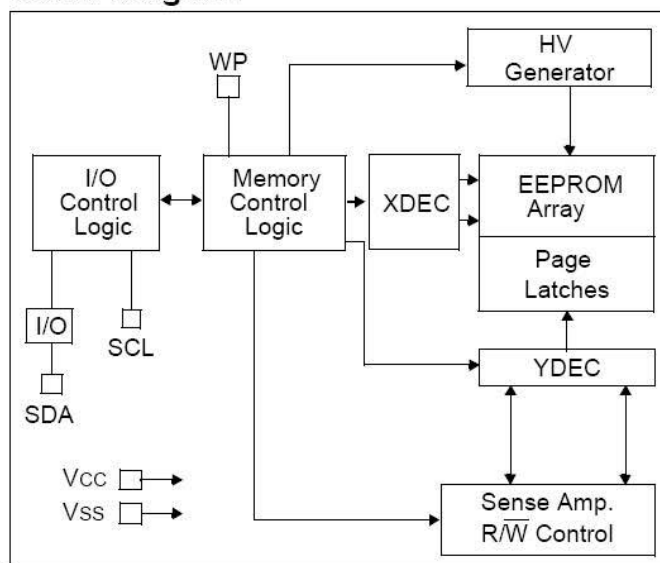 HV
Generator
WP
I/O
Control
Logic
Memory
Control
Logic
XDEC
EEPROM
Array
Page
Latches
I/O
SCL
SDA
YDEC
Vcc
Vss
Sense Amp.
R/W̅ Control